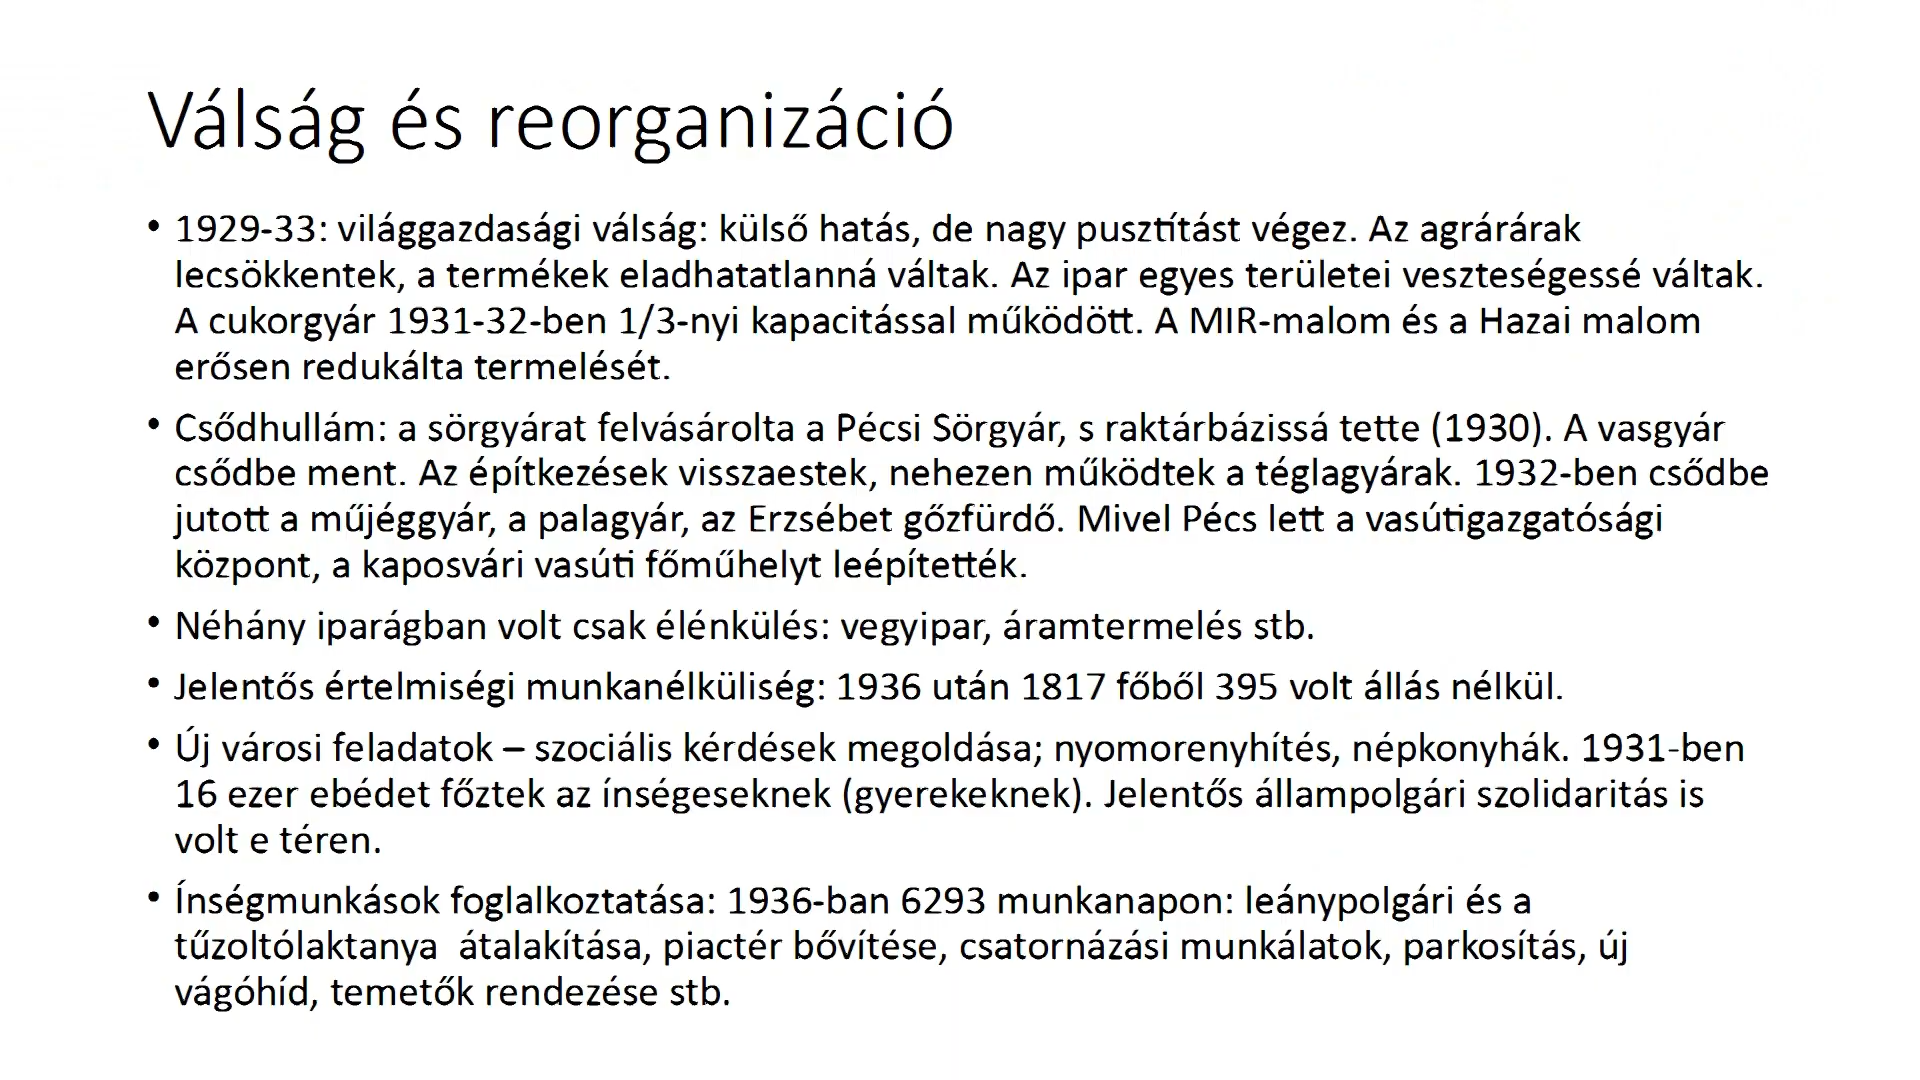 Válság és reorganizáció
• 1929-33: világgazdasági válság: külső hatás, de nagy pusztítást végez. Az agrárárak
lecsökkentek, a termékek eladhatatlanná váltak. Az ipar egyes területei veszteségessé váltak.
A cukorgyár 1931-32-ben 1/3-nyi kapacitással működött. A MIR-malom és a Hazai malom
erősen redukálta termelését.
• Csődhullám: a sörgyárat felvásárolta a Pécsi Sörgyár, s raktárbázissá tette (1930). A vasgyár
csődbe ment. Az építkezések visszaestek, nehezen működtek a téglagyárak. 1932-ben csődbe
jutott a műjéggyár, a palagyár, az Erzsébet gőzfürdő. Mivel Pécs lett a vasútigazgatósági
központ, a kaposvári vasúti főműhelyt leépítették.
• Néhány iparágban volt csak élénkülés: vegyipar, áramtermelés stb.
• Jelentős értelmiségi munkanélküliség: 1936 után 1817 főből 395 volt állás nélkül.
• Új városi feladatok – szociális kérdések megoldása; nyomorenyhítés, népkonyhák. 1931-ben
16 ezer ebédet főztek az ínségeseknek (gyerekeknek). Jelentős állampolgári szolidaritás is
volt e téren.
• Ínségmunkások foglalkoztatása: 1936-ban 6293 munkanapon: leánypolgári és a
tűzoltólaktanya  átalakítása, piactér bővítése, csatornázási munkálatok, parkosítás, új
vágóhíd, temetők rendezése stb.